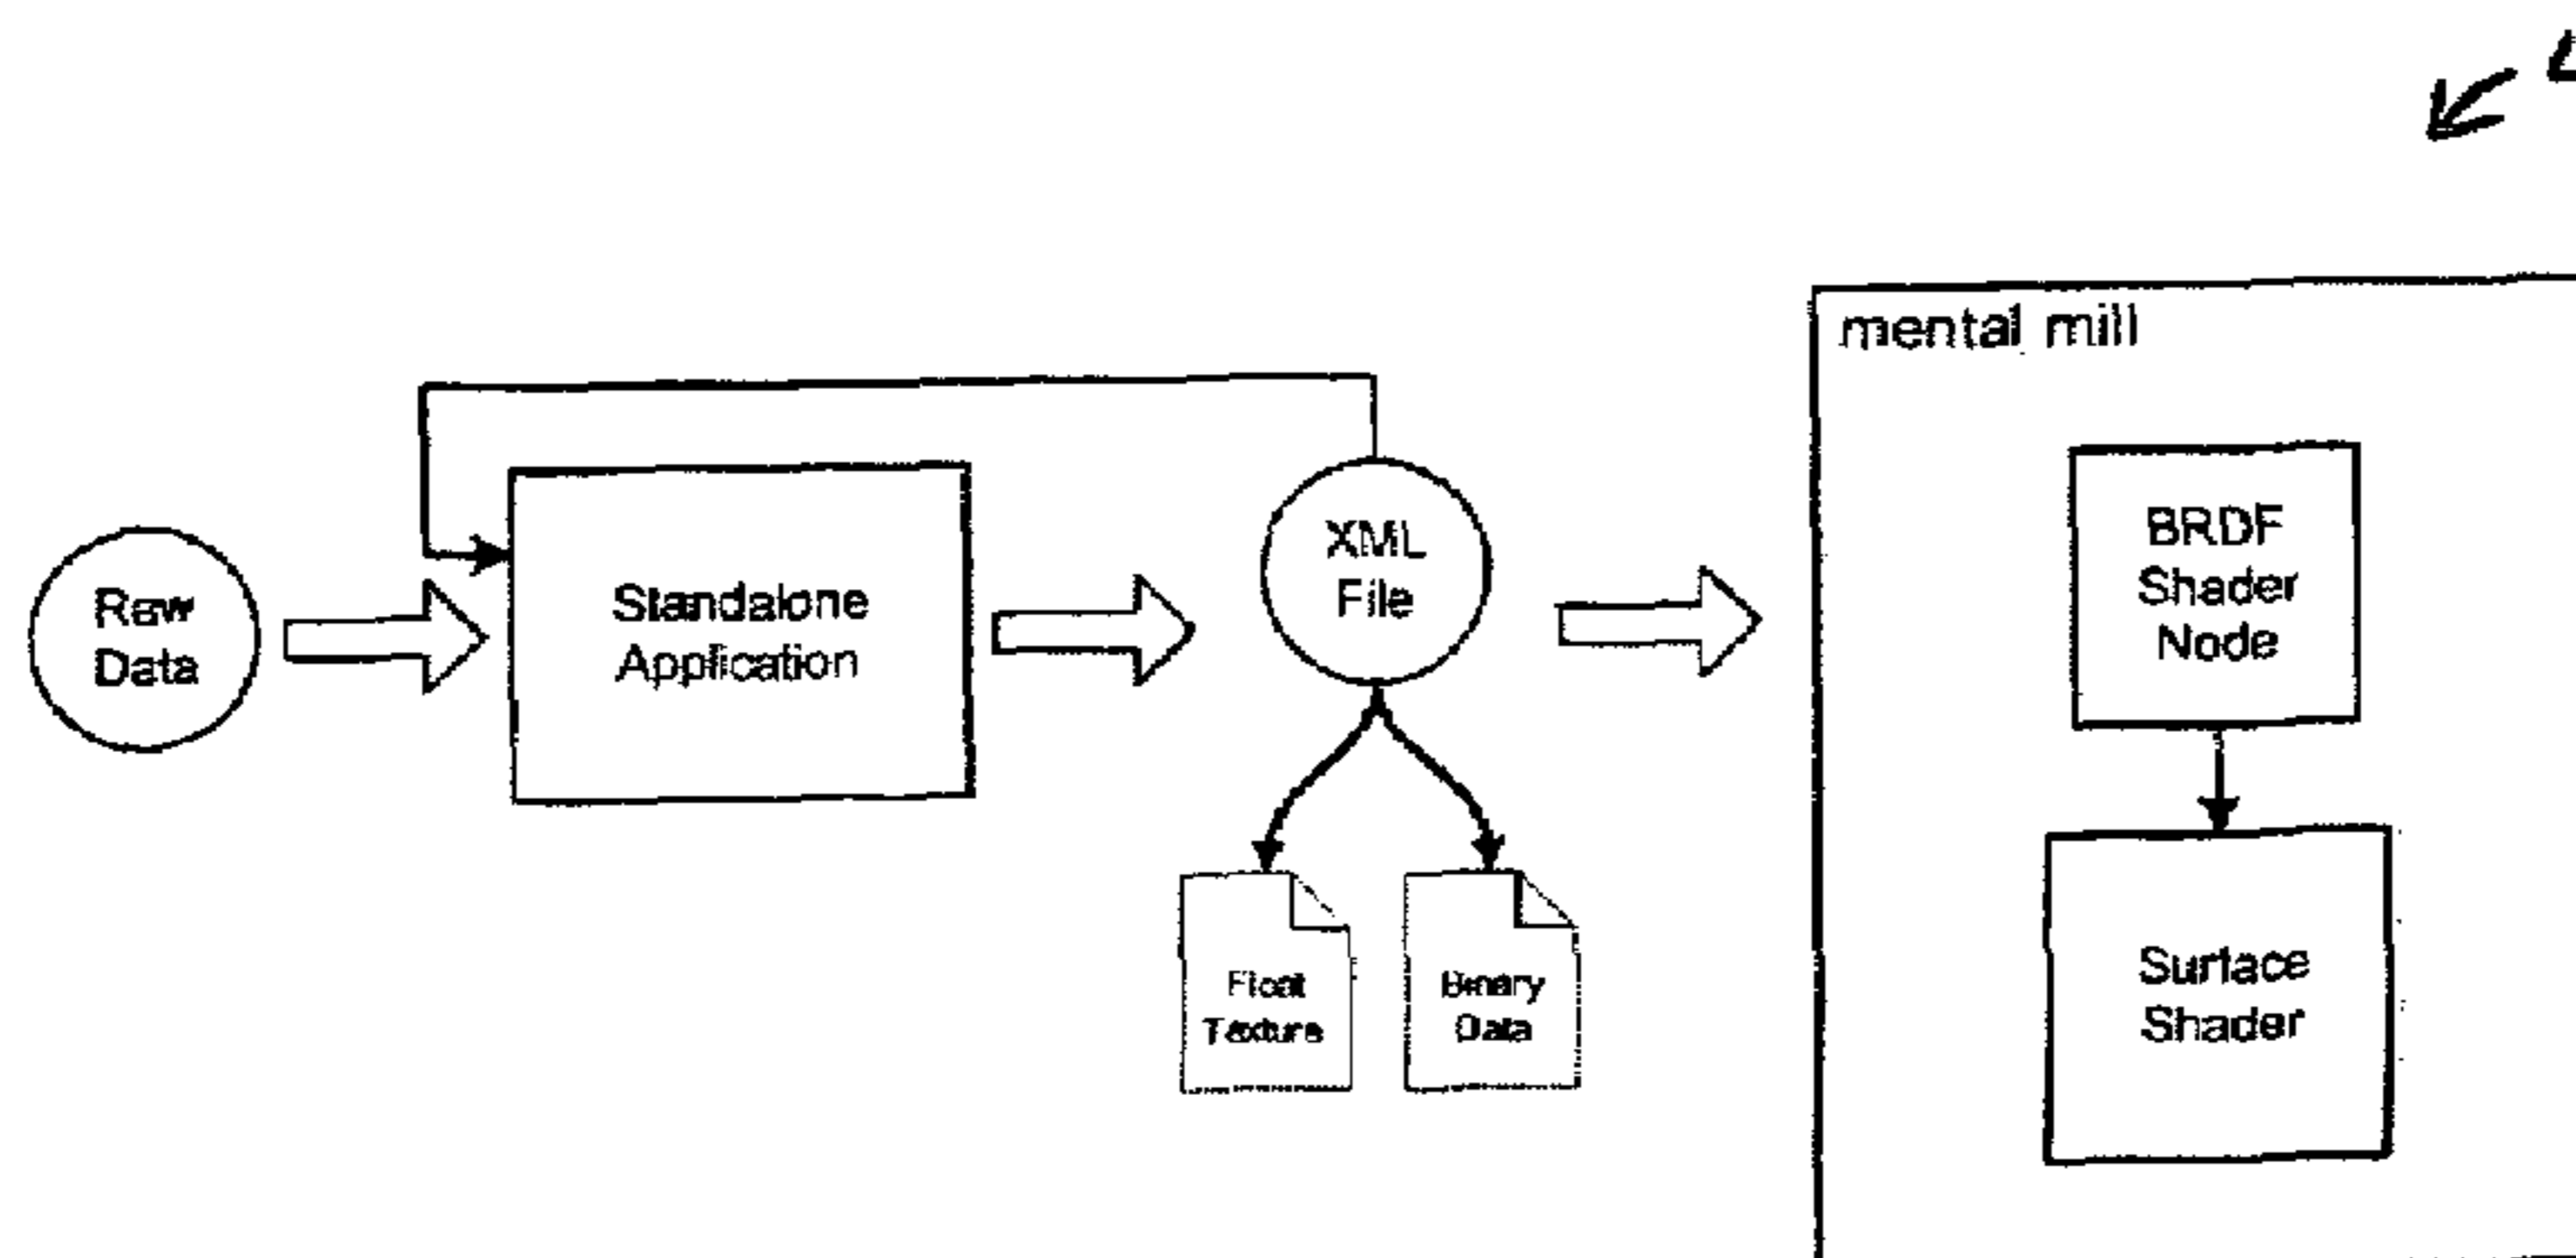 mental mill
Raw
Data
Standalone
Application
XML
File
Float
Texture
Binary
Data
BRDF
Shader
Node
Surface
Shader